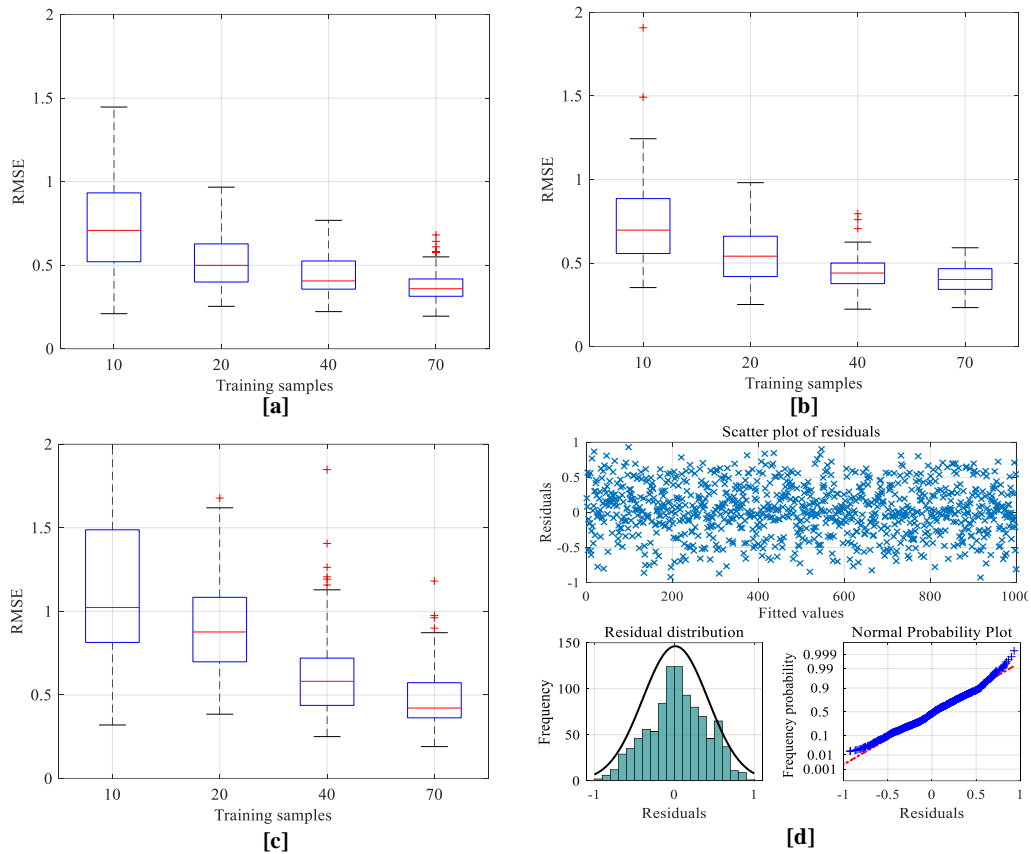 2
1.5
1
0.5
0
RMSE
10 20 40 70
Training samples
[a]
2
1.5
1
0.5
0
RMSE
10 20 40 70
Training samples
[b]
2
1.5
1
0.5
0
RMSE
10 20 40 70
Training samples
[c]
Scatter plot of residuals
1
0.5
0
-0.5
-1
Residuals
0 200 400 600 800 1000
Fitted values
Residual distribution
150
100
50
0
Frequency
-1 0 1
Residuals
Normal Probability Plot
0.999
0.99
0.9
0.5
0.1
0.01
0.001
Frequency probability
-1 -0.5 0 0.5 1
Residuals
[d]